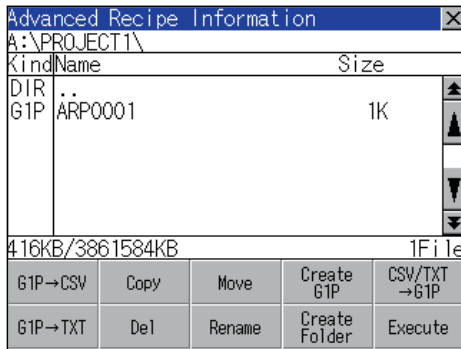 Advanced Recipe Information ×
A:\PROJECT1\
Kind Name Size
DIR ..
G1P ARP0001 1K
416KB/3861584KB 1File
G1P→CSV Copy Move Create G1P CSV/TXT →G1P
G1P→TXT Del Rename Create Folder Execute